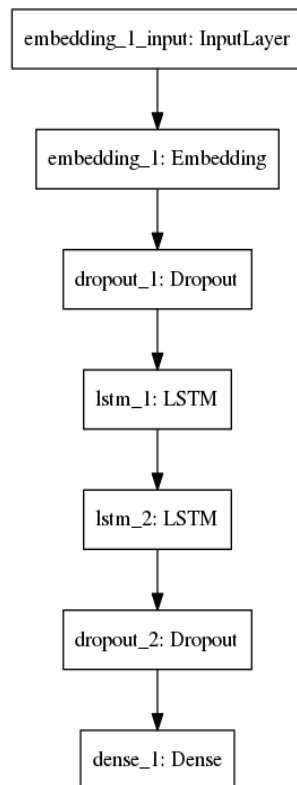 embedding_1_input: InputLayer
embedding_1: Embedding
dropout_1: Dropout
lstm_1: LSTM
lstm_2: LSTM
dropout_2: Dropout
dense_1: Dense